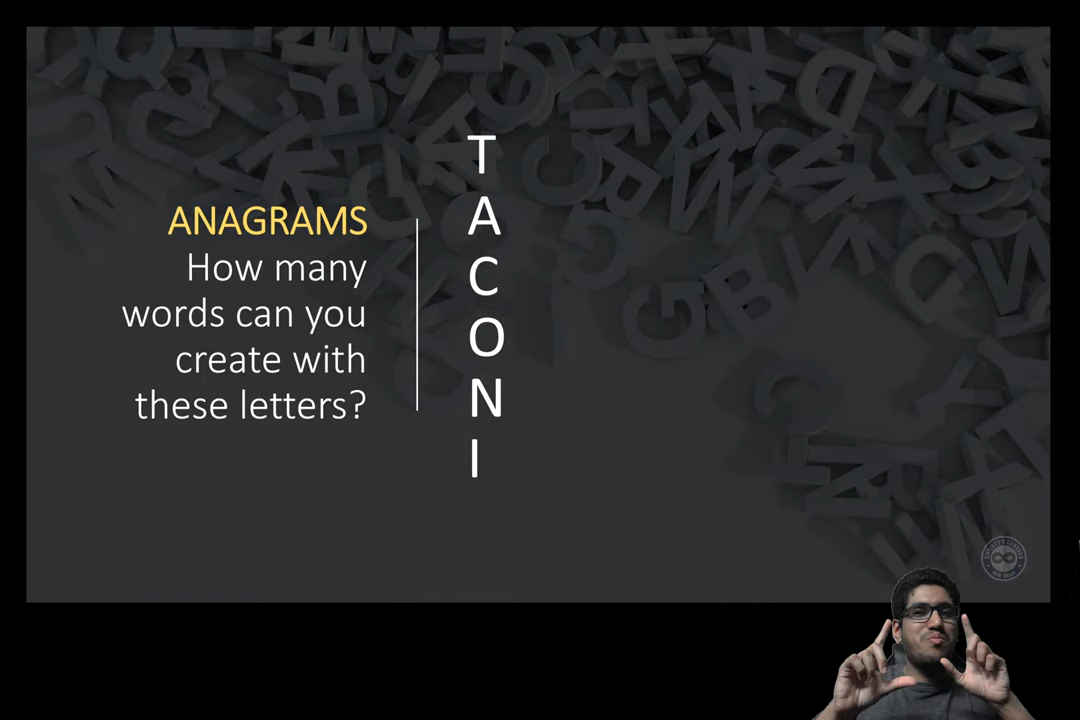 ANAGRAMS
How many
words can you
create with
these letters?
T
A
C
O
N
I